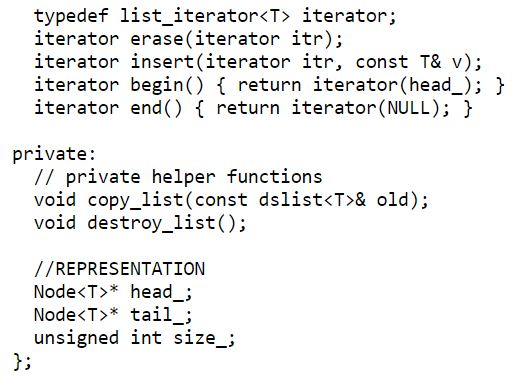 typedef list_iterator<T> iterator;
iterator erase(iterator itr);
iterator insert(iterator itr, const T& v);
iterator begin() { return iterator(head_); }
iterator end() { return iterator(NULL); }
private:
// private helper functions
void copy_list(const dslist<T>& old);
void destroy_list();
//REPRESENTATION
Node<T>* head_;
Node<T>* tail_;
unsigned int size_;
};